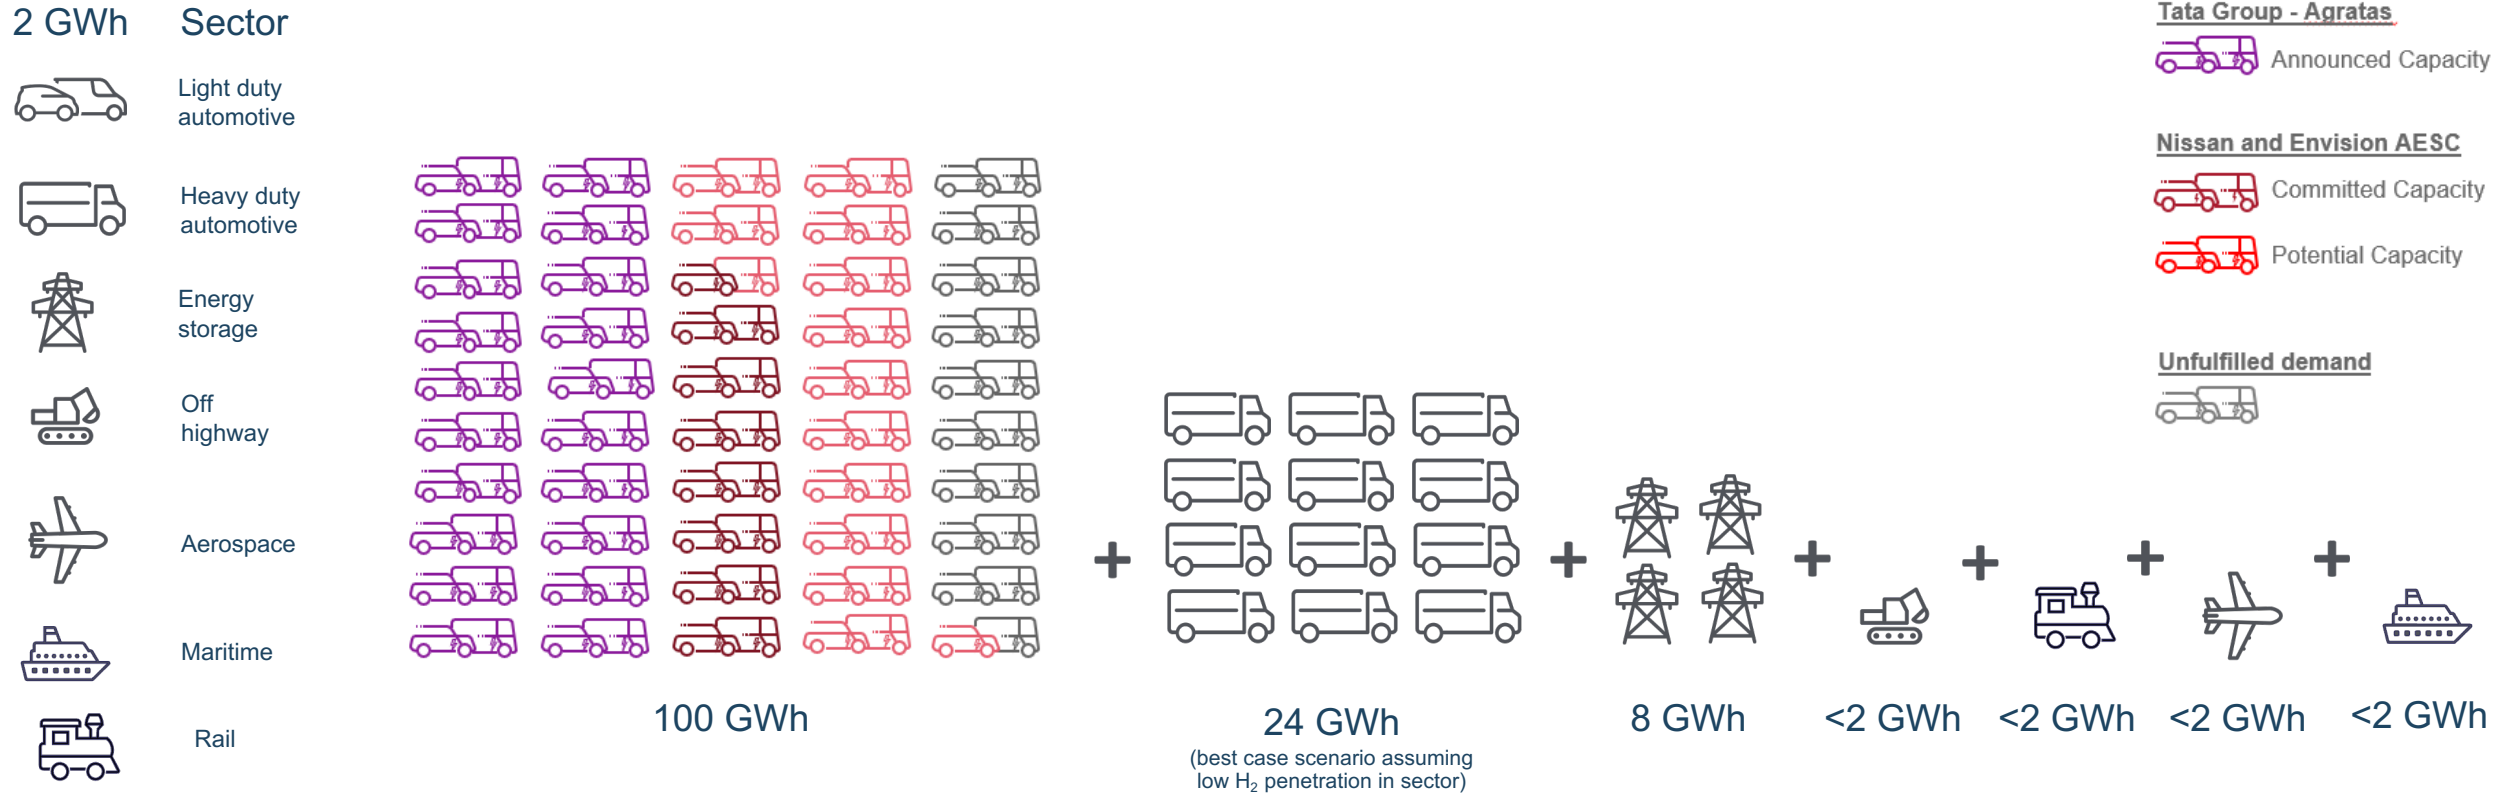 2 GWh
Sector
Light duty
automotive
Heavy duty
automotive
Energy
storage
Off
highway
Aerospace
Maritime
Rail
100 GWh
24 GWh
(best case scenario assuming
low H₂ penetration in sector)
8 GWh
<2 GWh
<2 GWh
<2 GWh
<2 GWh
Tata Group - Agratas
Announced Capacity
Nissan and Envision AESC
Committed Capacity
Potential Capacity
Unfulfilled demand